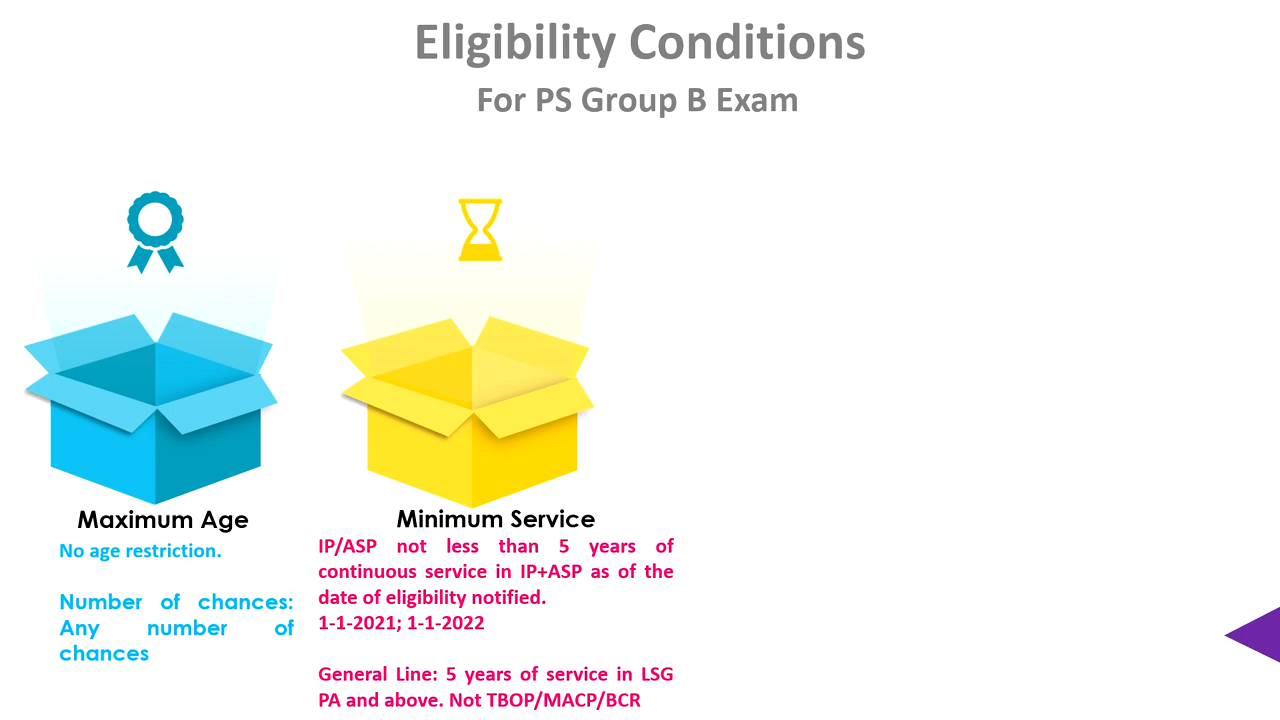 Eligibility Conditions
For PS Group B Exam
Maximum Age
No age restriction.
Number of chances:
Any number of
chances
Minimum Service
IP/ASP not less than 5 years of
continuous service in IP+ASP as of the
date of eligibility notified.
1-1-2021; 1-1-2022
General Line: 5 years of service in LSG
PA and above. Not TBOP/MACP/BCR